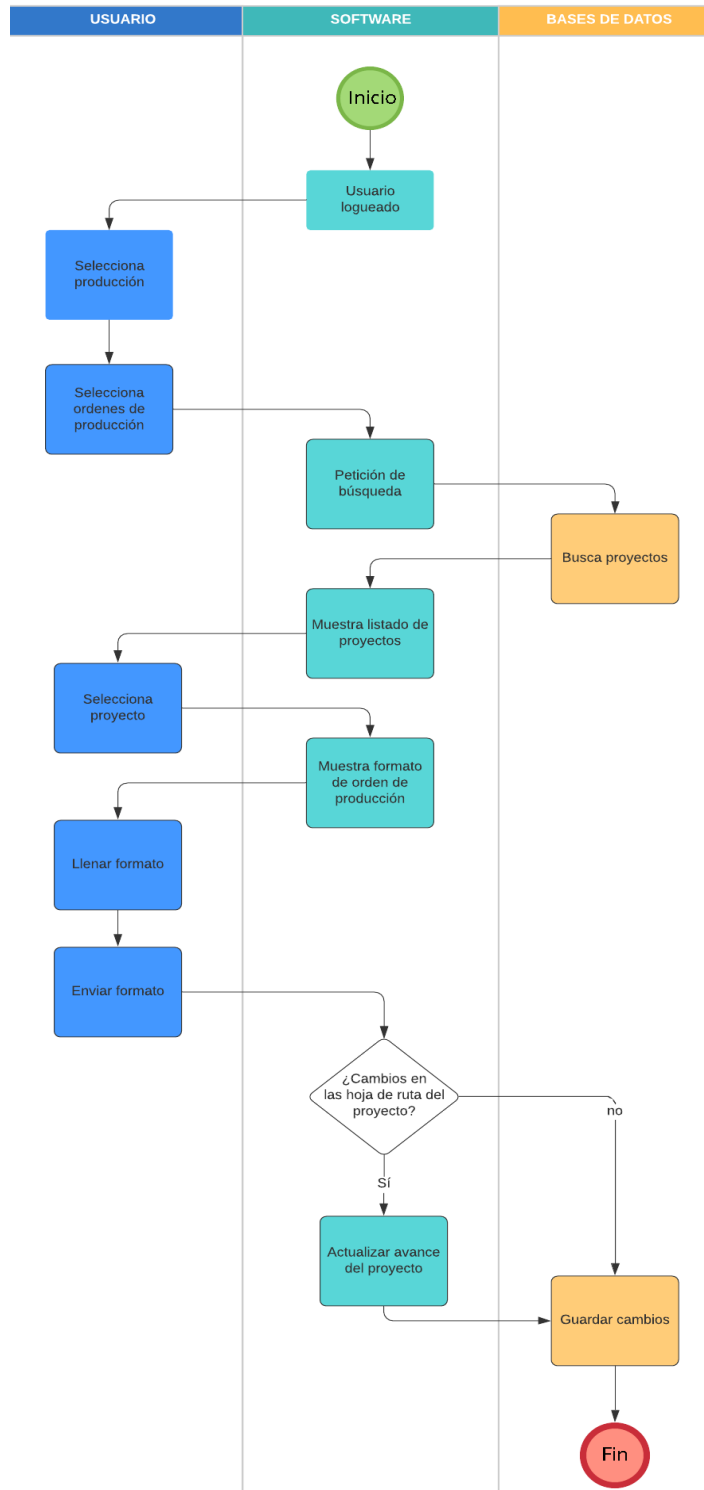 USUARIO
SOFTWARE
BASES DE DATOS
Inicio
Usuario
logueado
Selecciona
producción
Selecciona
ordenes de
producción
Petición de
búsqueda
Busca proyectos
Muestra listado de
proyectos
Selecciona
proyecto
Muestra formato
de orden de
producción
Llenar formato
Enviar formato
¿Cambios en
las hoja de ruta del
proyecto?
no
Sí
Actualizar avance
del proyecto
Guardar cambios
Fin